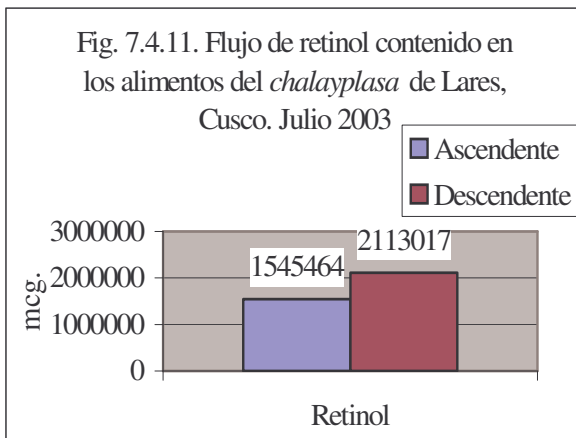 Fig. 7.4.11. Flujo de retinol contenido en
los alimentos del chalayplasa de Lares,
Cusco. Julio 2003
Ascendente
Descendente
3000000
2000000
1000000
0
mcg.
1545464
2113017
Retinol